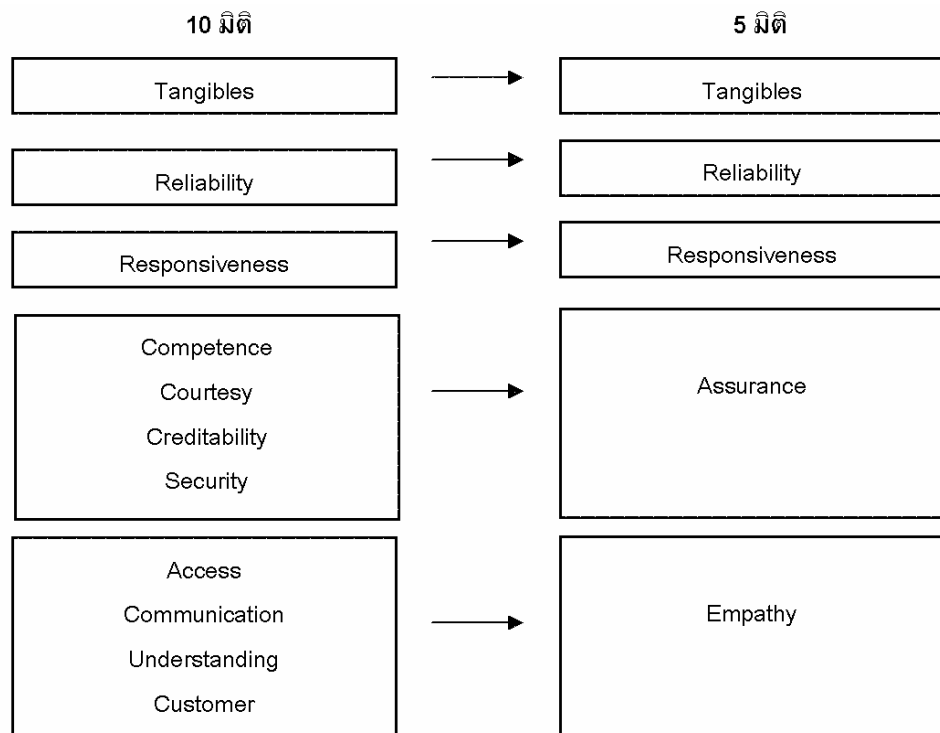 10 มิติ
5 มิติ
Tangibles
Tangibles
Reliability
Reliability
Responsiveness
Responsiveness
Competence
Courtesy
Creditability
Security
Assurance
Access
Communication
Understanding
Customer
Empathy